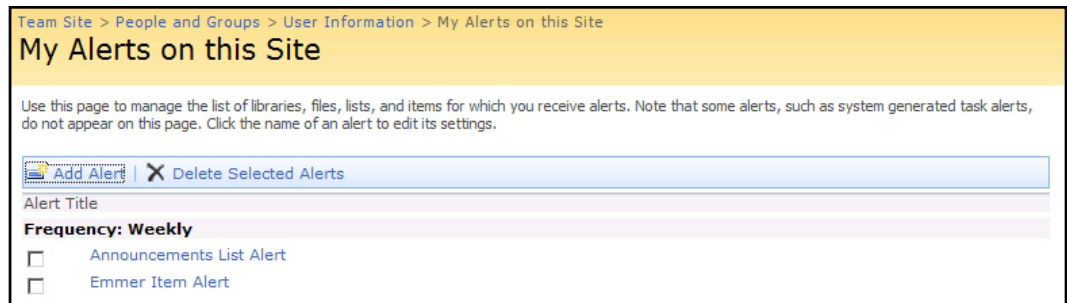 Team Site > People and Groups > User Information > My Alerts on this Site
My Alerts on this Site
Use this page to manage the list of libraries, files, lists, and items for which you receive alerts. Note that some alerts, such as system generated task alerts,
do not appear on this page. Click the name of an alert to edit its settings.
Add Alert | Delete Selected Alerts
Alert Title
Frequency: Weekly
Announcements List Alert
Emmer Item Alert